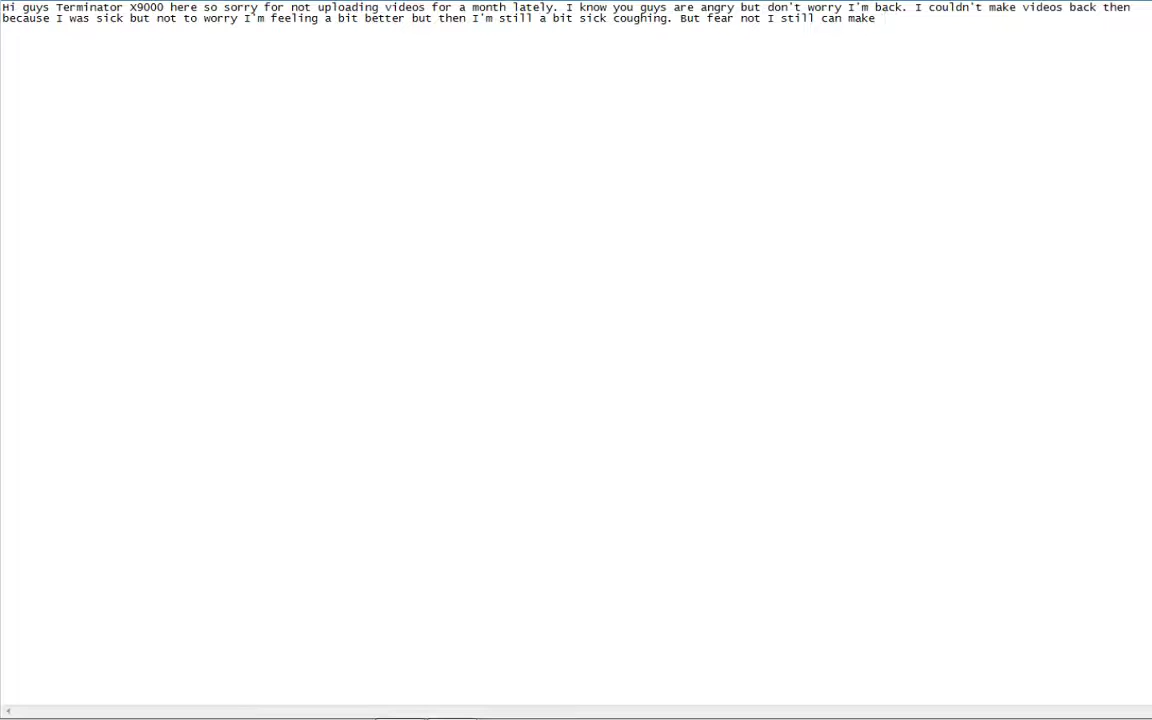 Hi guys Terminator X9000 here so sorry for not uploading videos for a month lately. I know you guys are angry but don't worry I'm back. I couldn't make videos back then
because I was sick but not to worry I'm feeling a bit better but then I'm still a bit sick coughing. But fear not I still can make